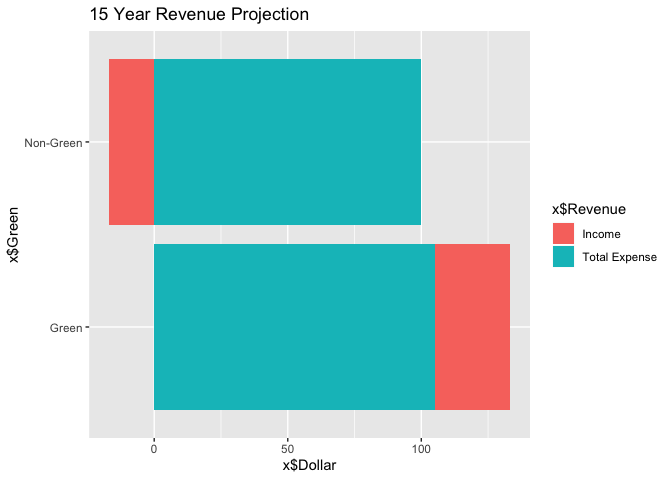 15 Year Revenue Projection
x$Green
Non-Green
Green
0
50
100
x$Dollar
x$Revenue
Income
Total Expense